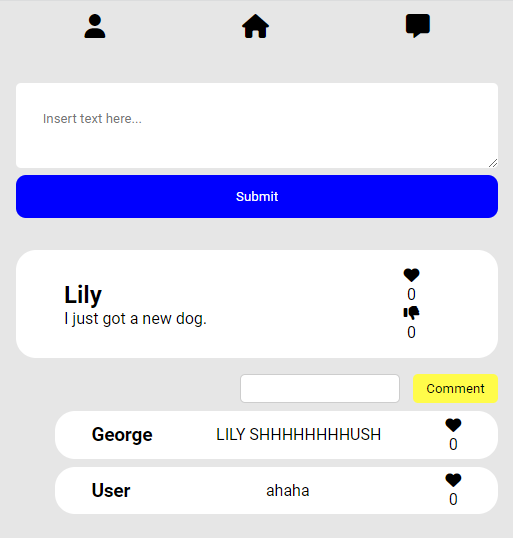 Insert text here...
Submit
Lily
I just got a new dog.
0
0
Comment
George LILY SHHHHHHHHUSH
0
User ahaha
0